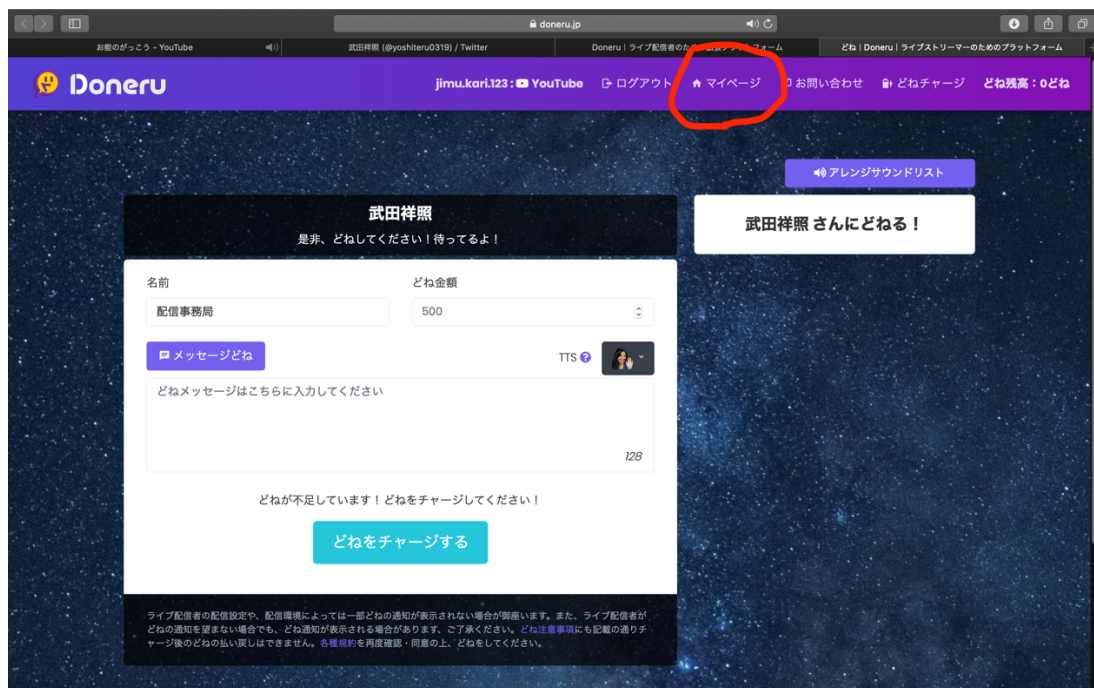 doneru.jp
お能のがっこう - YouTube
武田祥照 (@yoshiteru0319) / Twitter
Doneru | ライブ配信者のた
トフォーム
どね | Doneru | ライブストリーマーのためのプラットフォーム
Doneru
jimu.kari.123 : YouTube
ログアウト
マイページ
お問い合わせ
どねチャージ
どね残高：0どね
アレンジサウンドリスト
武田祥照
是非、どねしてください！待ってるよ！
武田祥照 さんにどねる！
名前
どね金額
配信事務局
500
メッセージどね
TTS
どねメッセージはこちらに入力してください
128
どねが不足しています！どねをチャージしてください！
どねをチャージする
ライブ配信者の配信設定や、配信環境によっては一部どねの通知が表示されない場合が御座います。また、ライブ配信者が
どねの通知を望まない場合でも、どね通知が表示される場合があります、ご了承ください。どね注意事項にも記載の通りチ
ャージ後のどねの払い戻しはできません。各種規約を再度確認・同意の上、どねをしてください。